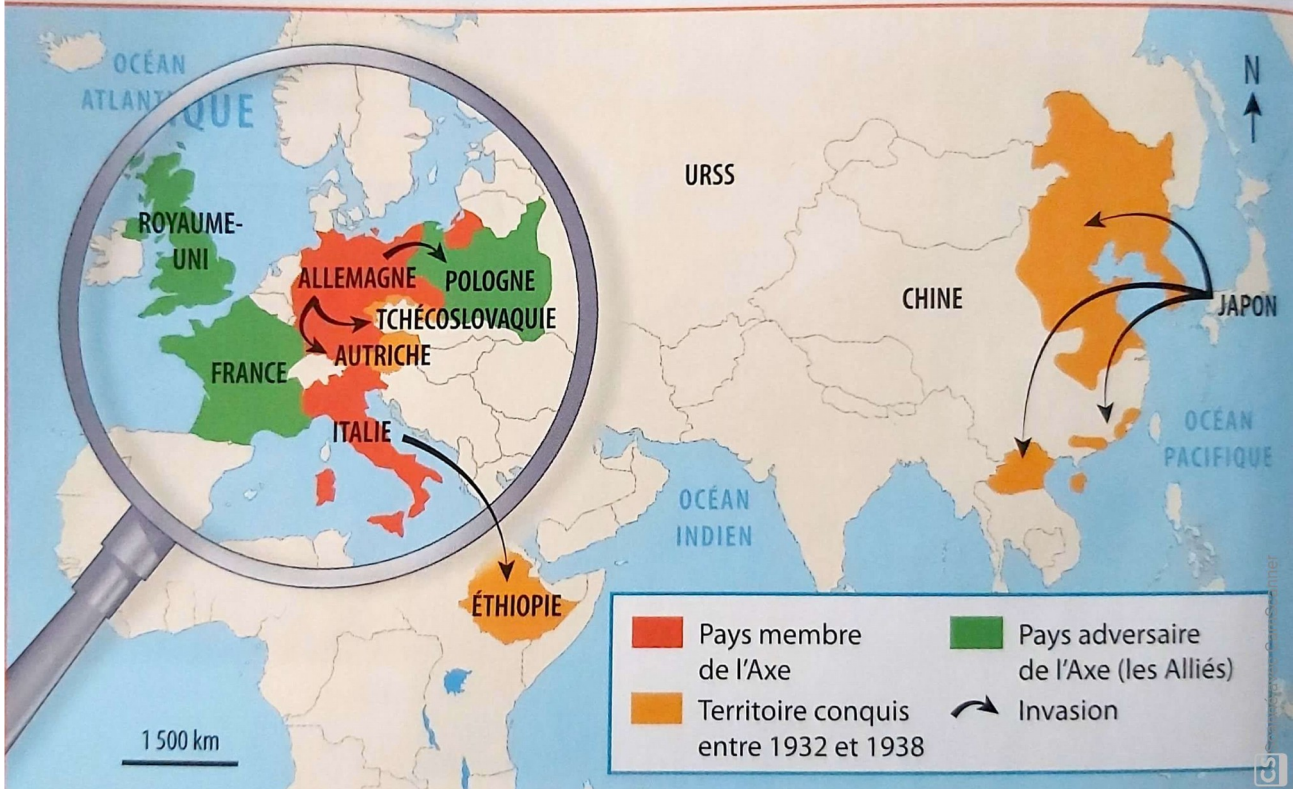 OCÉAN
ATLANTIQUE
N
URSS
ROYAUME-
UNI
ALLEMAGNE
POLOGNE
CHINE
TCHÉCOSLOVAQUIE
JAPON
AUTRICHE
FRANCE
ITALIE
OCÉAN
PACIFIQUE
OCÉAN
INDIEN
ÉTHIOPIE
Pays membre
de l'Axe
Territoire conquis
entre 1932 et 1938
Pays adversaire
de l'Axe (les Alliés)
Invasion
1 500 km
CS